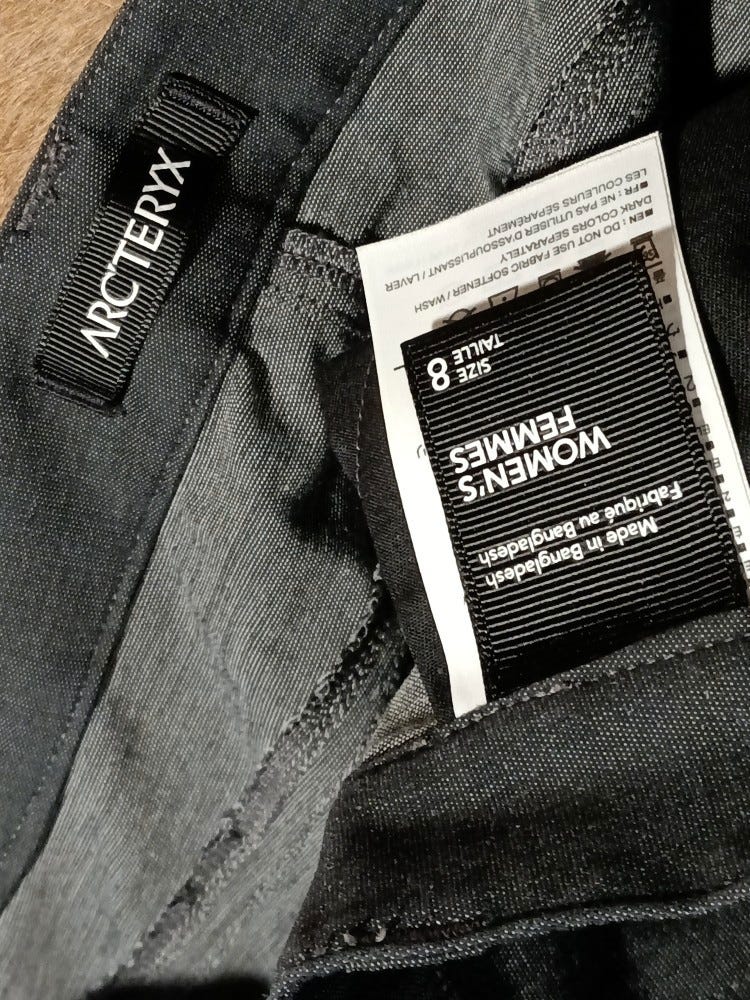 ARC'TERYX
Made in Bangladesh
Fabriqué au Bangladesh
WOMEN'S
FEMMES
SIZE
TAILLE
8
■EN : DO NOT USE FABRIC SOFTENER / WASH
DARK COLORS SEPARATELY
■FR : NE PAS UTILISER D'ASSOUPLISSANT / LAVER
LES COULEURS SÉPARÉMENT